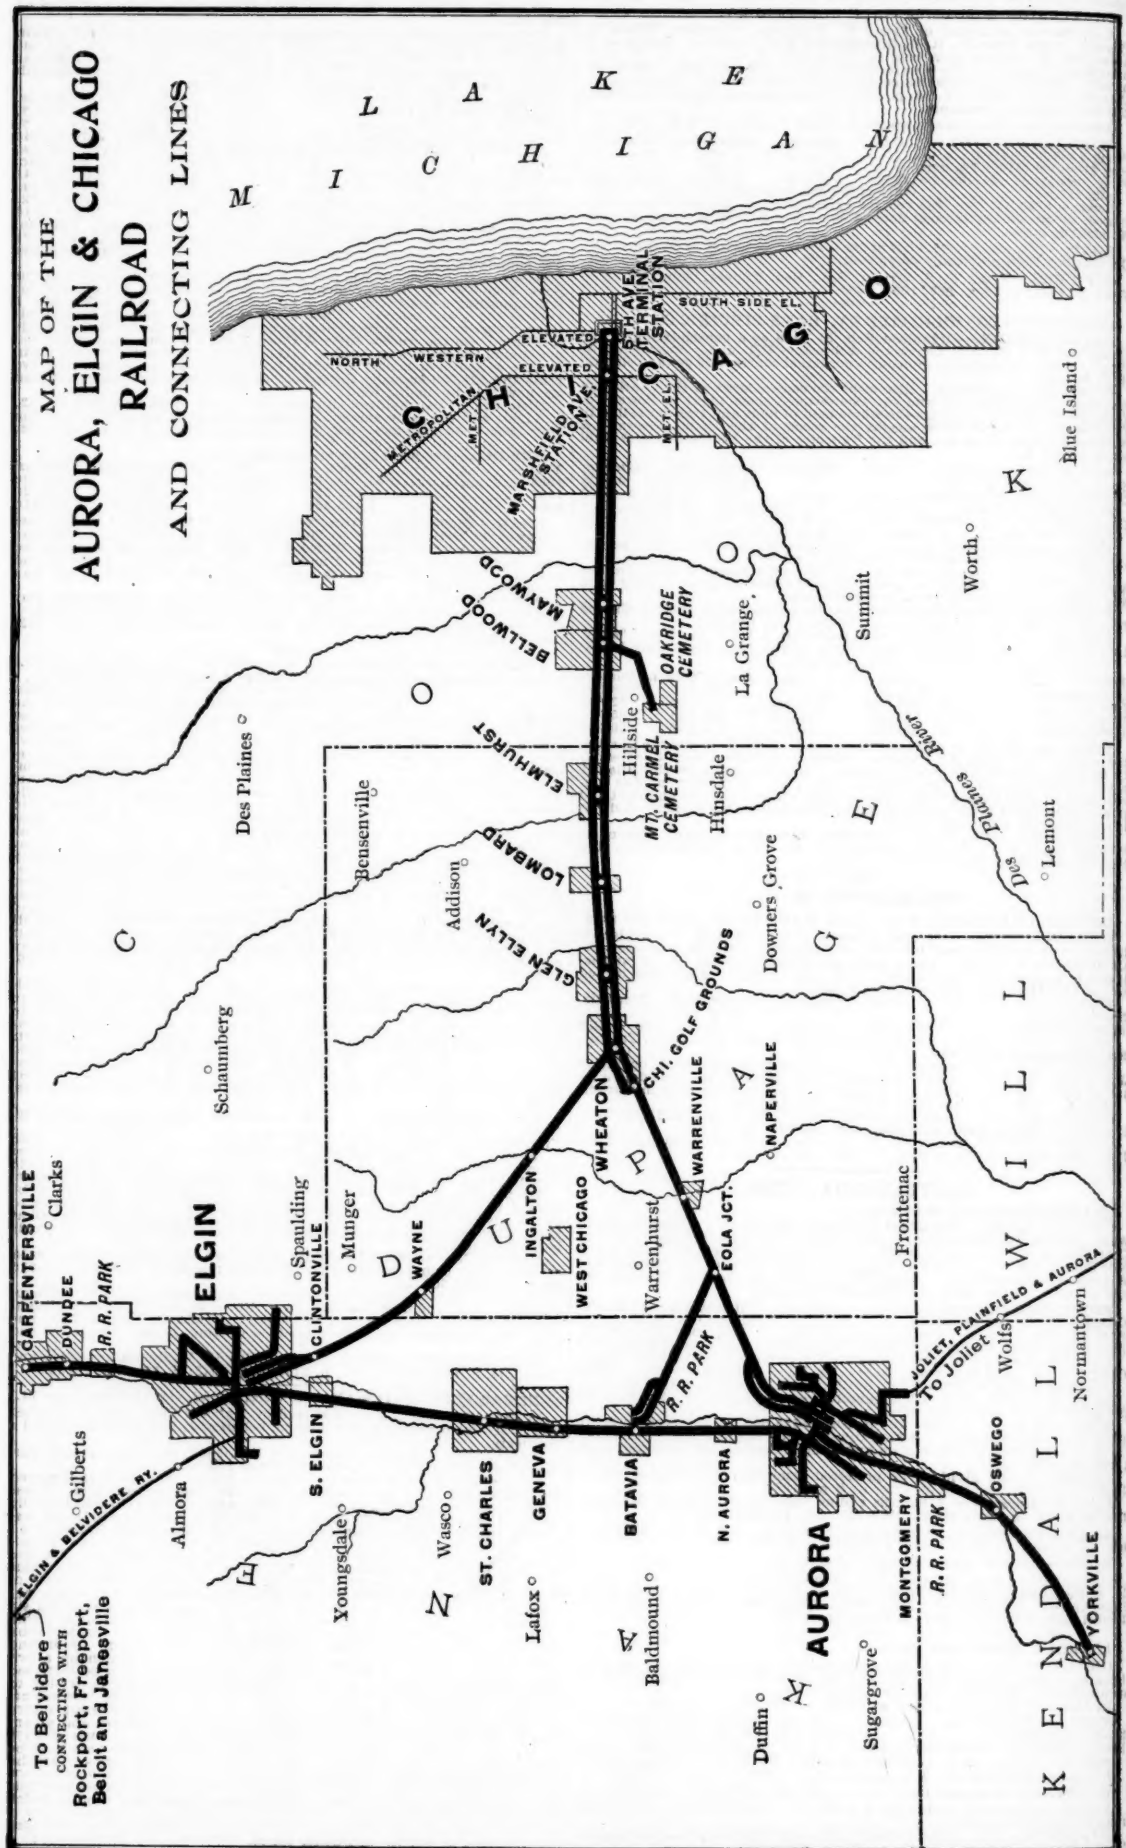 MAP OF THE
AURORA, ELGIN & CHICAGO
RAILROAD
AND CONNECTING LINES
LAKE
MICHIGAN
To Belvidere
CONNECTING WITH
Rockport, Freeport,
Beloit and Janesville
ELGIN & BELVIDERE RY.
Gilberts
Almora
CARPENTERSVILLE
Clarks
DUNDEE
R. R. PARK
ELGIN
Schaumberg
Des Plaines
Spaulding
CLINTONVILLE
Munger
S. ELGIN
Youngsdale
Wasco
WAYNE
Bensenville
Addison
ST. CHARLES
GENEVA
Lafox
INGALTON
WEST CHICAGO
WHEATON
GLEN ELLYN
LOMBARD
ELMHURST
BELLWOOD
MAYWOOD
NORTH
WESTERN
ELEVATED
METROPOLITAN
ELEVATED
MET.
MET. EL.
MARSHFIELD AVE.
STATION
5TH AVE.
TERMINAL
STATION
SOUTH SIDE EL.
CHICAGO
Hillside
OAKRIDGE
CEMETERY
MT. CARMEL
CEMETERY
La Grange
Hinsdale
Summit
Worth
Blue Island
BATAVIA
Baldmound
R. R. PARK
Warrenhurst
WARRENVILLE
CHI. GOLF GROUNDS
EOLA JCT.
NAPERVILLE
Downers Grove
N. AURORA
Duffin
AURORA
Sugargrove
Frontenac
Des Plaines River
Lemont
MONTGOMERY
R. R. PARK
JOLIET, PLAINFIELD & AURORA
To Joliet
Wolfs
Normantown
OSWEGO
YORKVILLE
KANE
DU PAGE
COOK
KENDALL
WILL